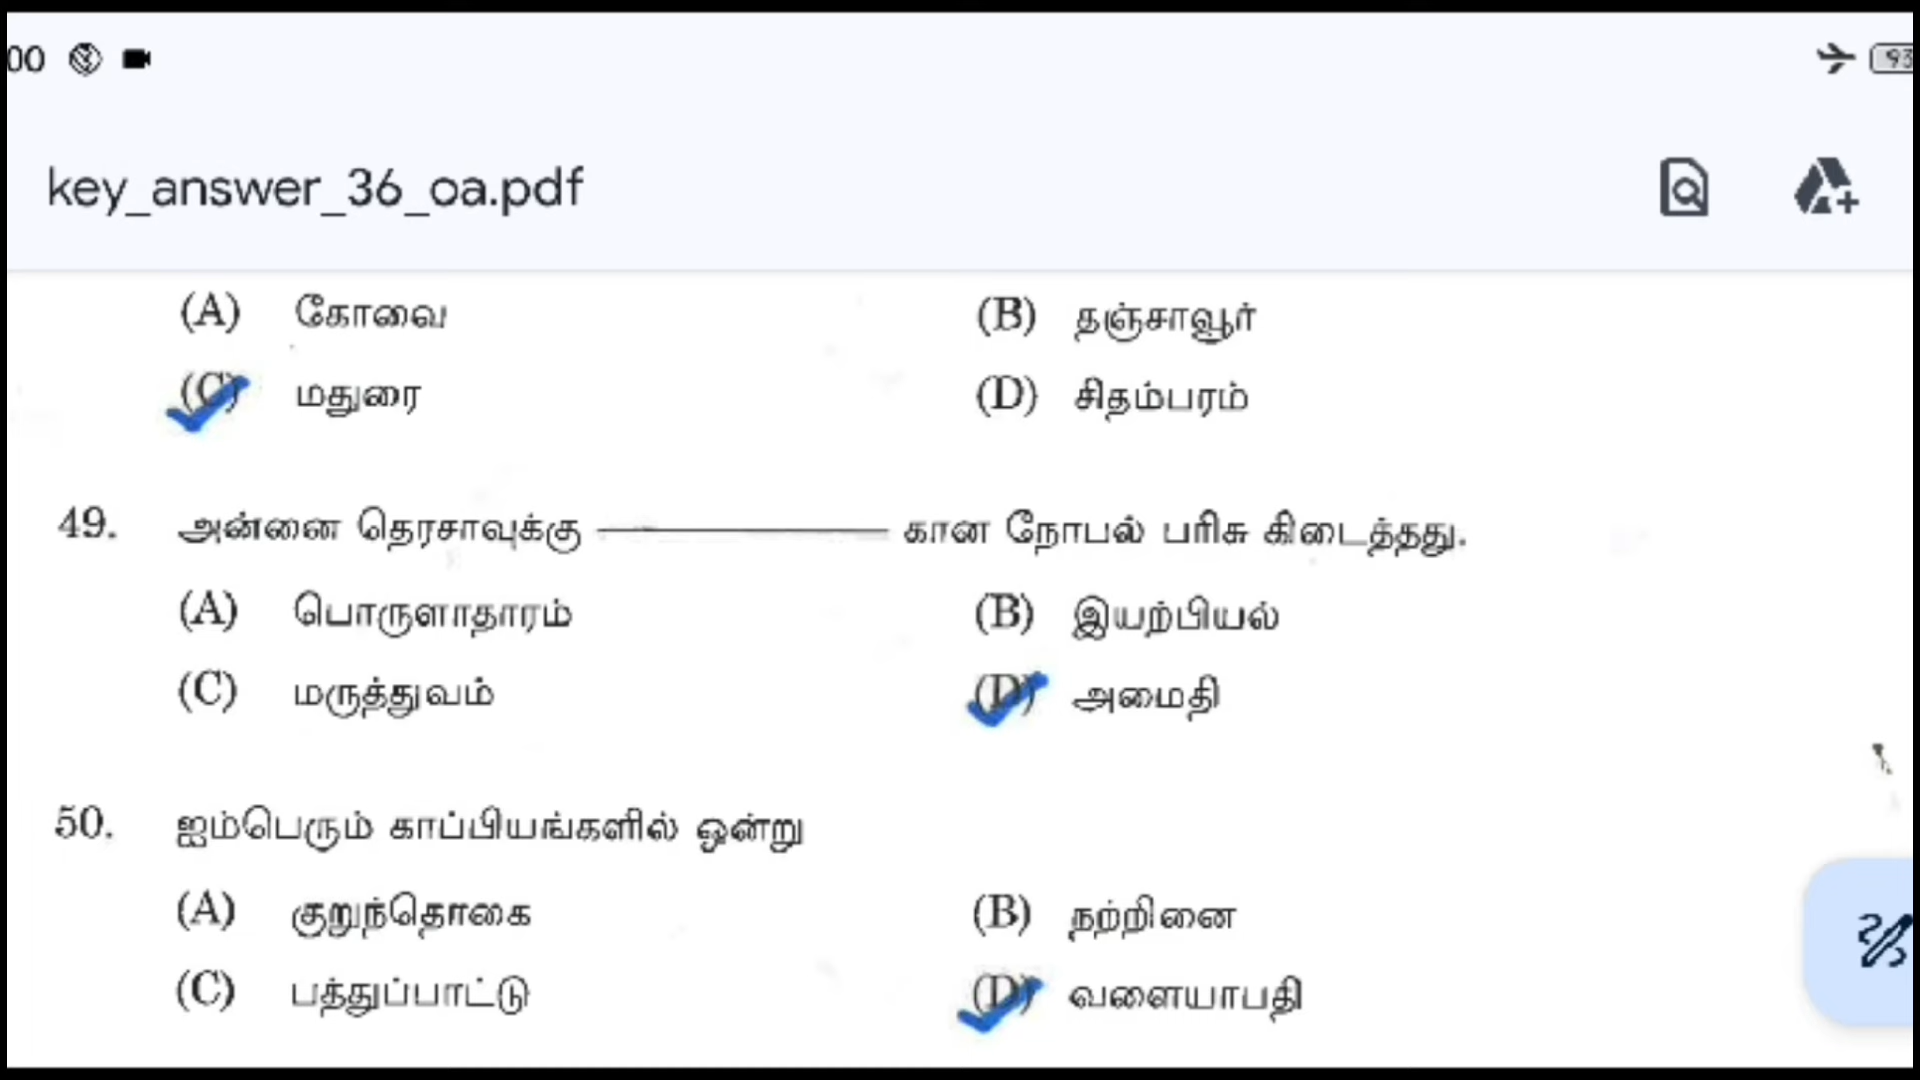 00
93
key_answer_36_oa.pdf
(A) கோவை (B) தஞ்சாவூர்
(C) மதுரை (D) சிதம்பரம்
49. அன்னை தெரசாவுக்கு ———— கான நோபல் பரிசு கிடைத்தது.
(A) பொருளாதாரம் (B) இயற்பியல்
(C) மருத்துவம் (D) அமைதி
50. ஐம்பெரும் காப்பியங்களில் ஒன்று
(A) குறுந்தொகை (B) நற்றினை
(C) பத்துப்பாட்டு (D) வளையாபதி